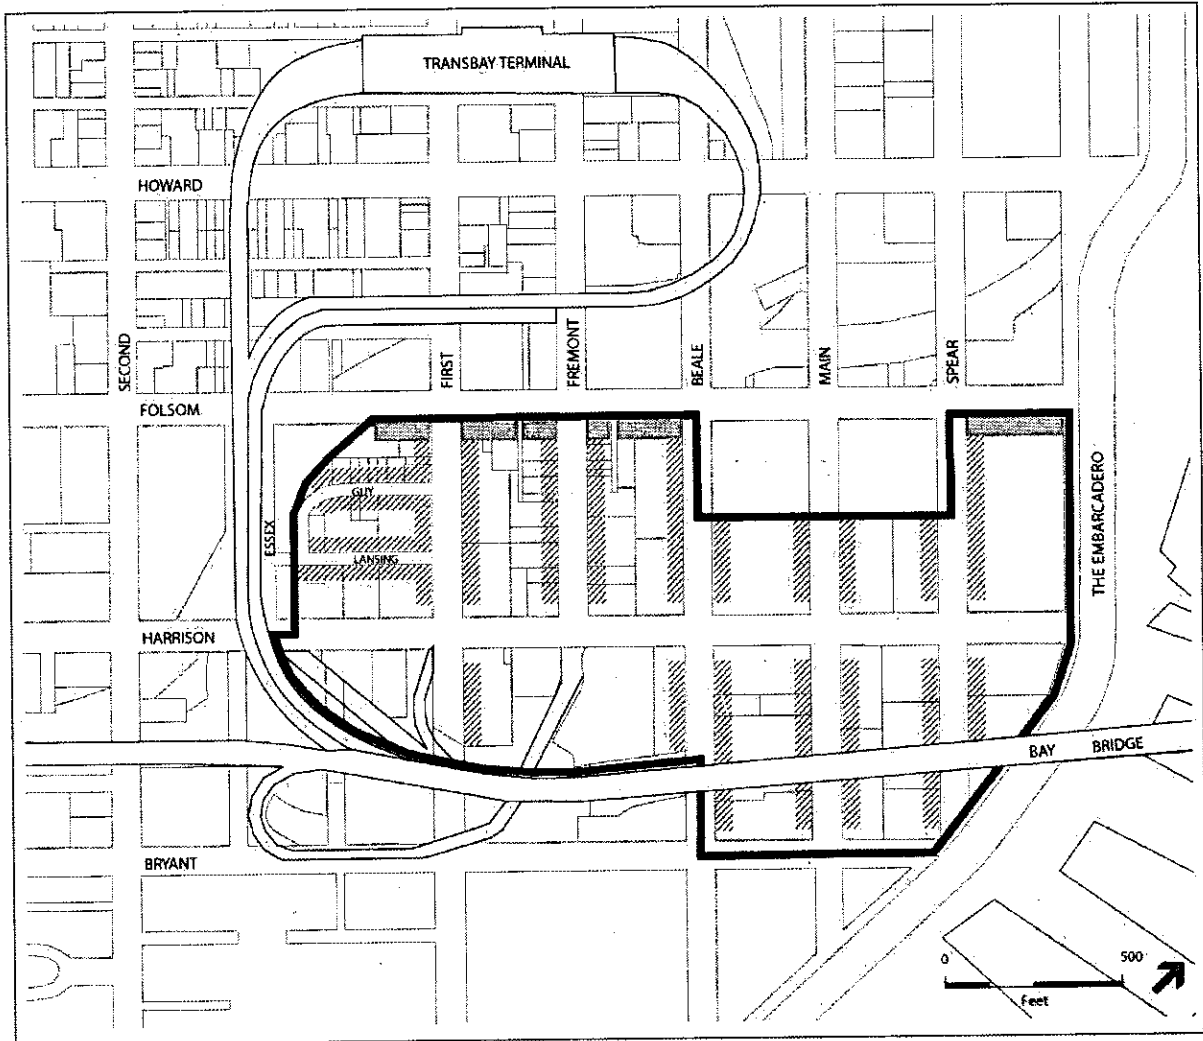 TRANSBAY TERMINAL
HOWARD
SECOND
FIRST
FREMONT
BEALE
MAIN
SPEAR
FOLSOM
GUY
ESSEX
LANSING
THE EMBARCADERO
HARRISON
BAY BRIDGE
BRYANT
0 500
Feet